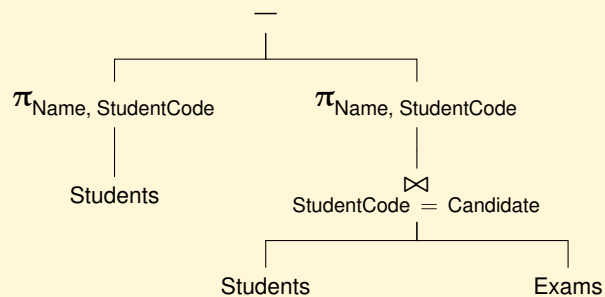 −
π Name, StudentCode π Name, StudentCode
Students
⋈
StudentCode = Candidate
Students Exams